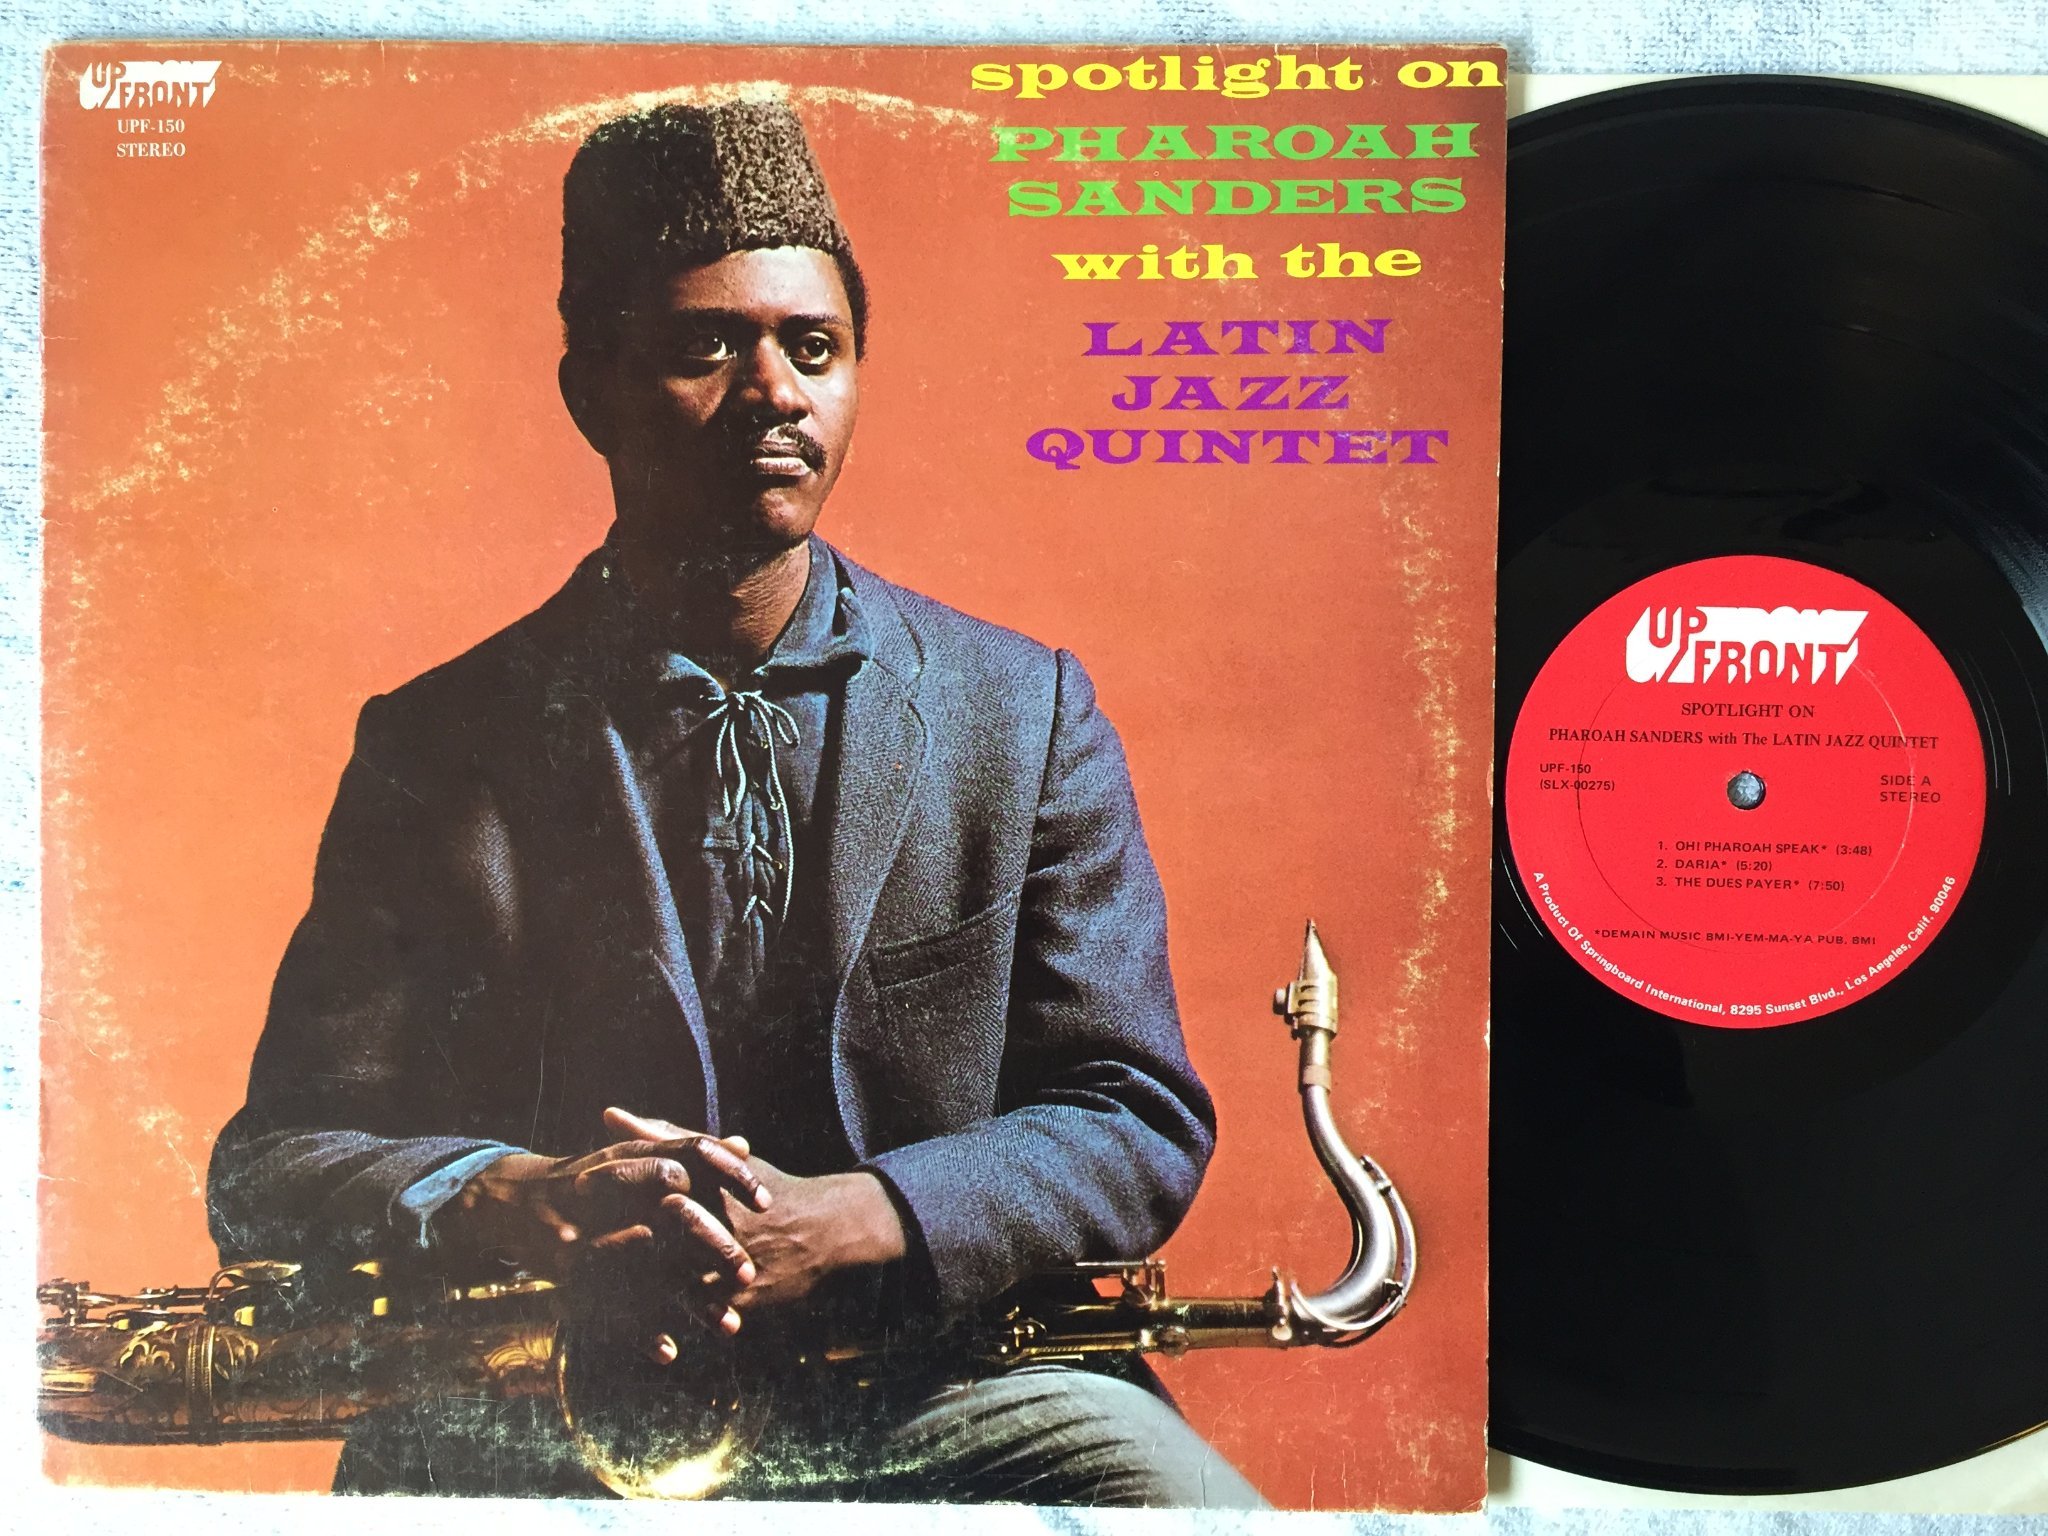 UP
FRONT
UPF-150
STEREO
spotlight on
PHAROAH
SANDERS
with the
LATIN
JAZZ
QUINTET
UP
FRONT
SPOTLIGHT ON
PHAROAH SANDERS with The LATIN JAZZ QUINTET
UPF-150
(SLX-00275)
SIDE A
STEREO
1. OH! PHAROAH SPEAK* (3:48)
2. DARIA* (5:20)
3. THE DUES PAYER* (7:50)
*DEMAIN MUSIC BMI-YEM-MA-YA PUB. BMI
A Product Of Springboard International, 8295 Sunset Blvd., Los Angeles, Calif. 90046